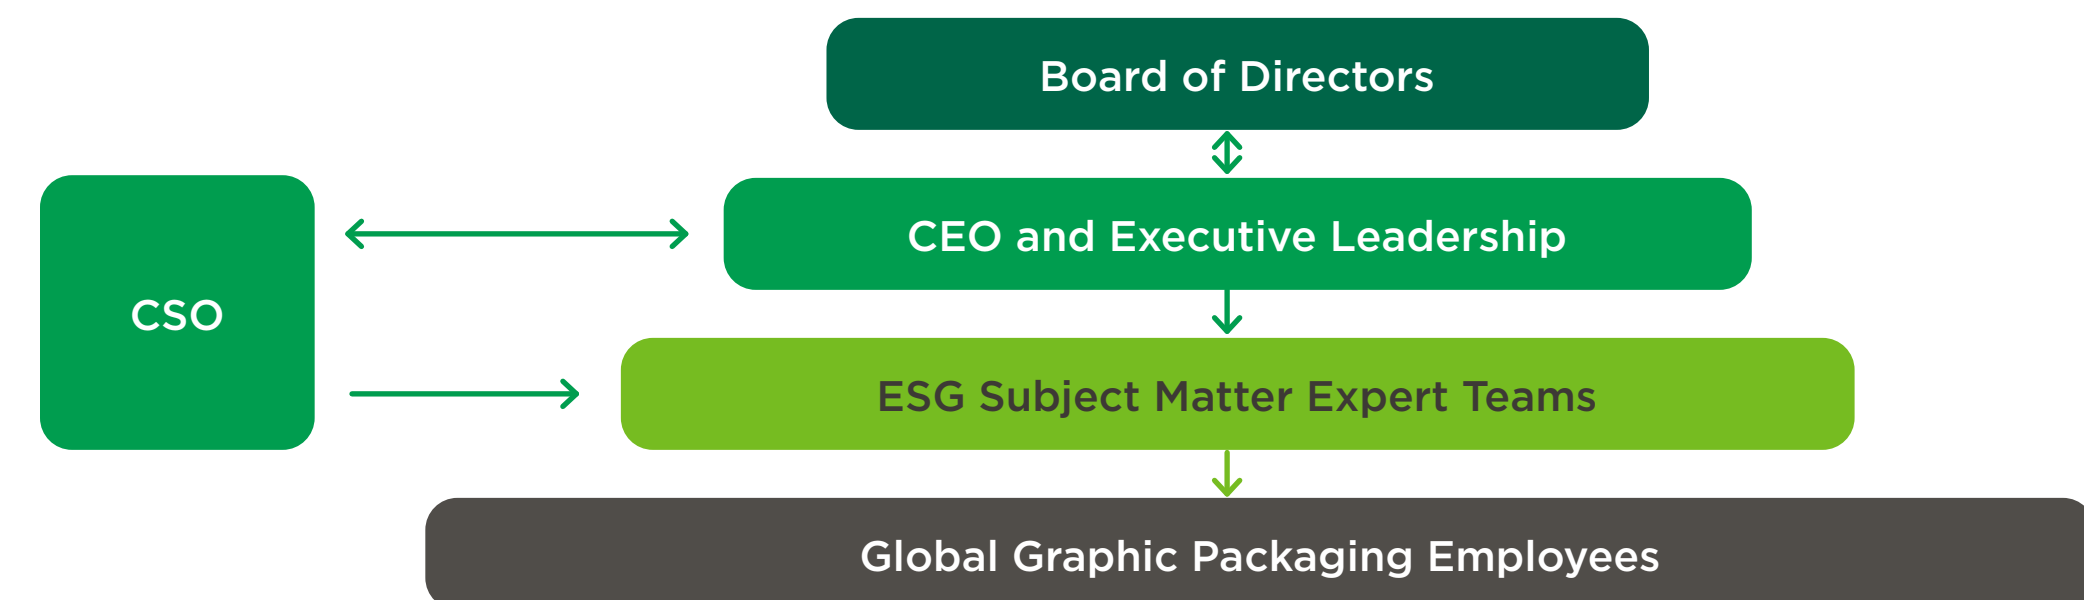 Board of Directors
CEO and Executive Leadership
CSO
ESG Subject Matter Expert Teams
Global Graphic Packaging Employees